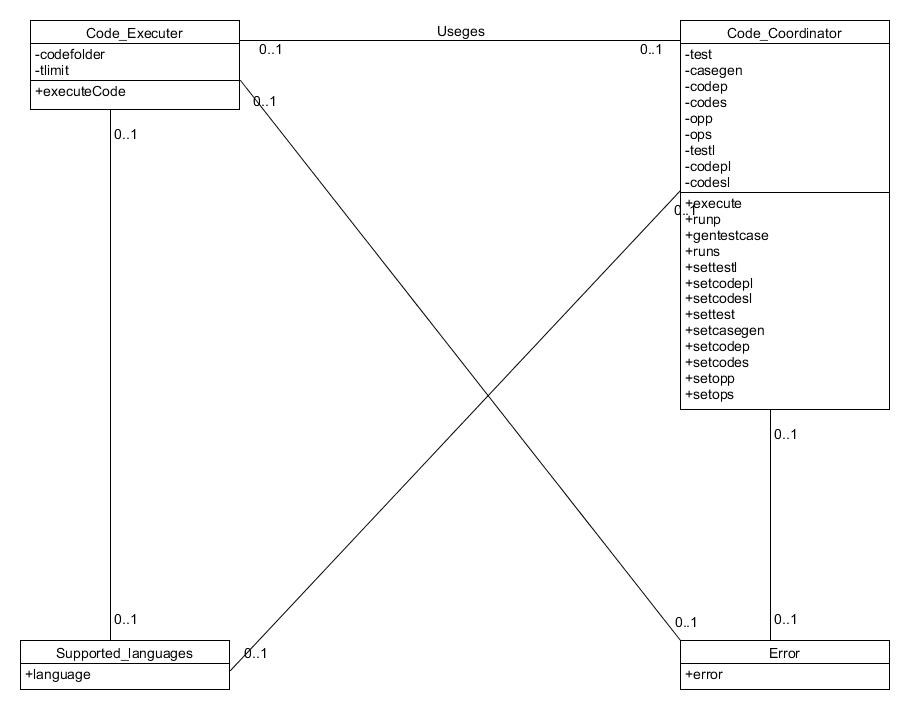 Code_Executer
-codefolder
-tlimit
+executeCode
Useges
0..1
0..1
0..1
0..1
Code_Coordinator
-test
-casegen
-codep
-codes
-opp
-ops
-testl
-codepl
-codesl
+execute
+runp
+gentestcase
+runs
+settestl
+setcodepl
+setcodesl
+settest
+setcasegen
+setcodep
+setcodes
+setopp
+setops
0..1
0..1
0..1
Supported_languages
+language
0..1
0..1
0..1
Error
+error